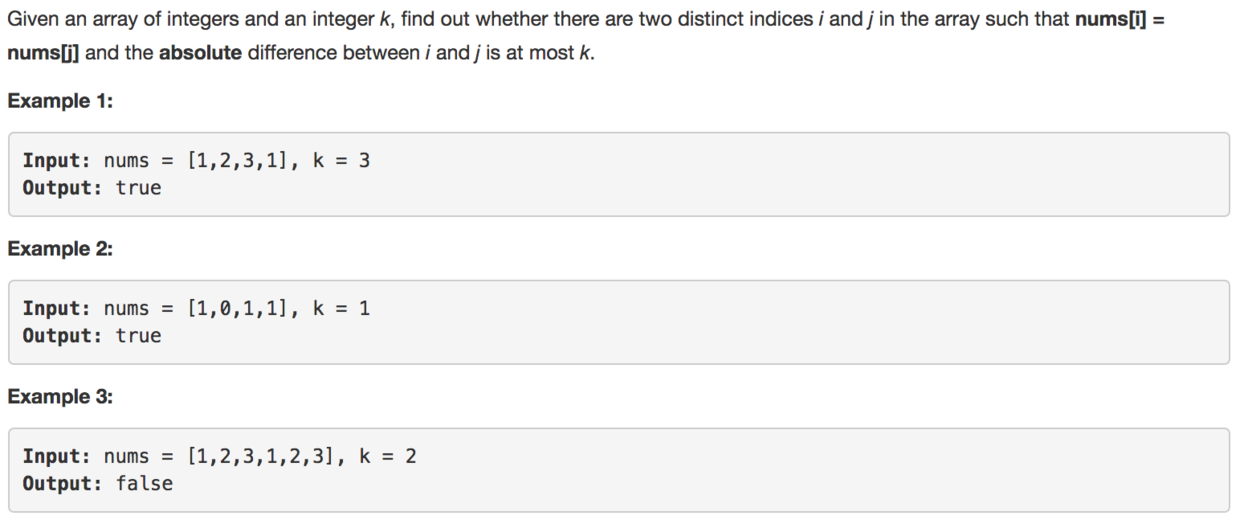 Given an array of integers and an integer k, find out whether there are two distinct indices i and j in the array such that nums[i] =
nums[j] and the absolute difference between i and j is at most k.
Example 1:
Input: nums = [1,2,3,1], k = 3
Output: true
Example 2:
Input: nums = [1,0,1,1], k = 1
Output: true
Example 3:
Input: nums = [1,2,3,1,2,3], k = 2
Output: false